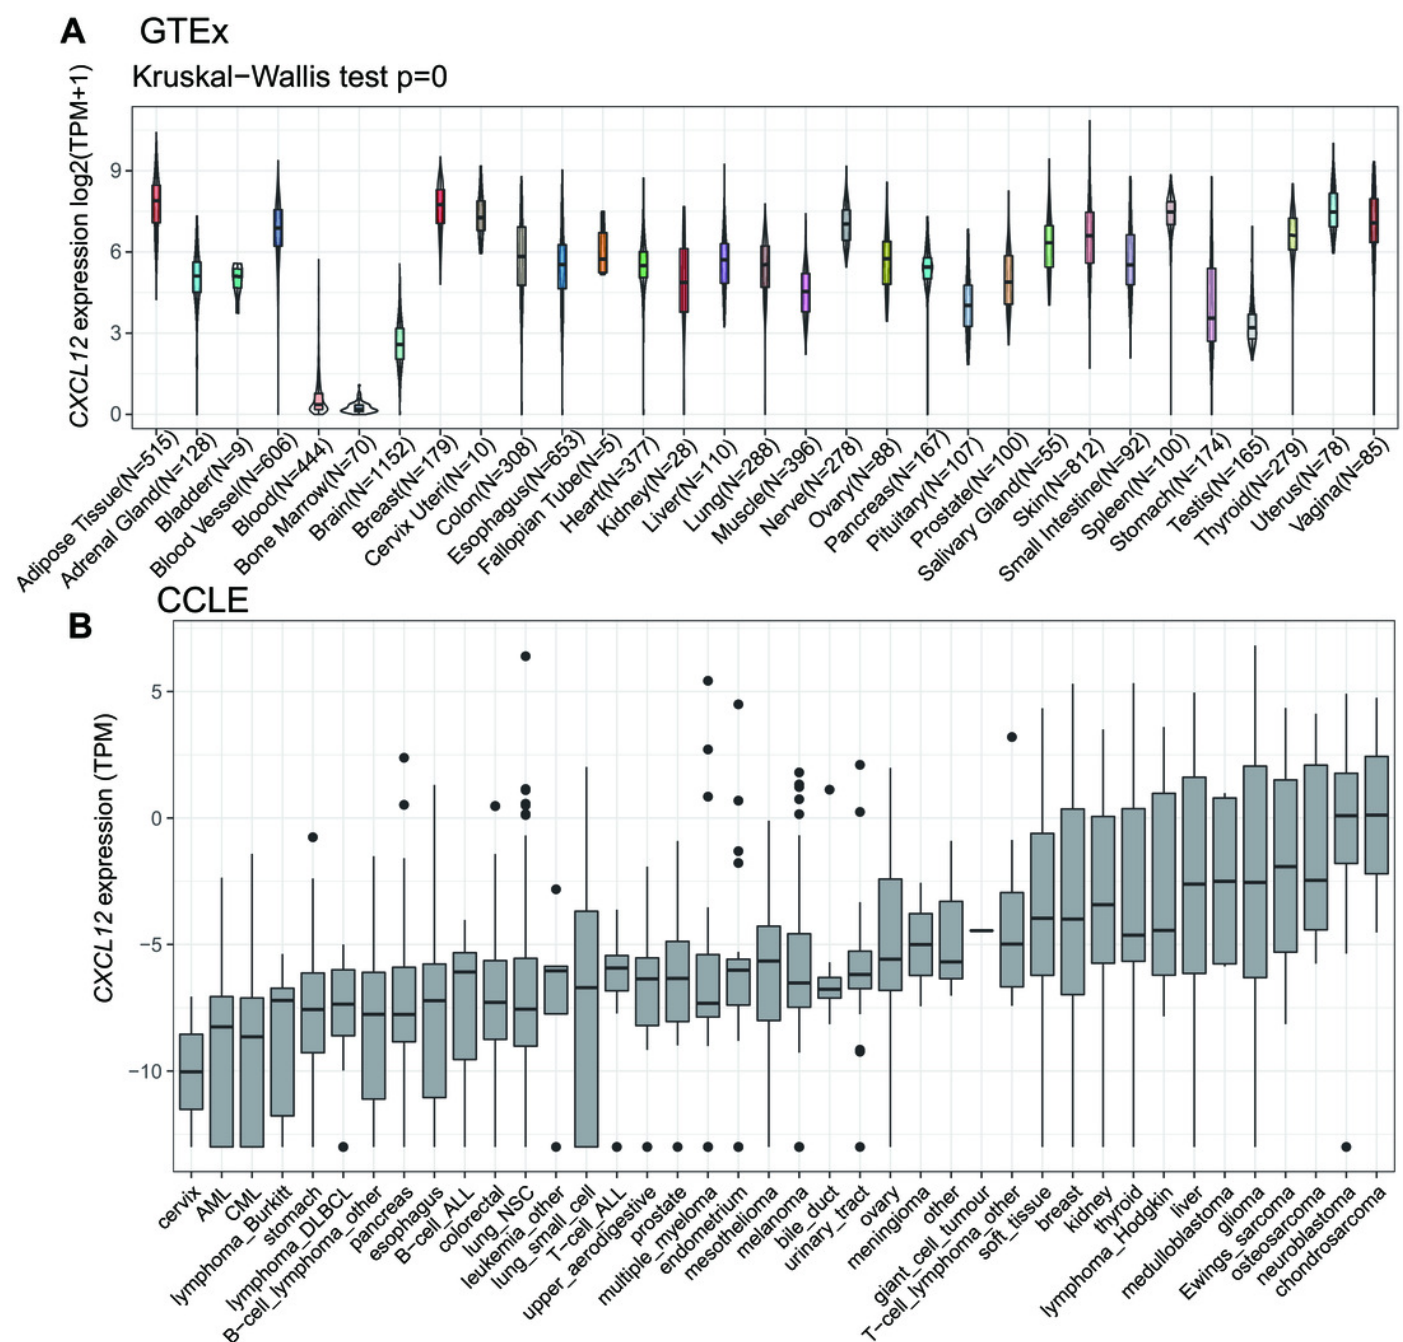 A GTEx
Kruskal−Wallis test p=0
CXCL12 expression log2(TPM+1)
9
6
3
0
Adipose Tissue(N=515)
Adrenal Gland(N=128)
Bladder(N=9)
Blood Vessel(N=606)
Blood(N=444)
Bone Marrow(N=70)
Brain(N=1152)
Breast(N=179)
Cervix Uteri(N=10)
Colon(N=308)
Esophagus(N=653)
Fallopian Tube(N=5)
Heart(N=377)
Kidney(N=28)
Liver(N=110)
Lung(N=288)
Muscle(N=396)
Nerve(N=278)
Ovary(N=88)
Pancreas(N=167)
Pituitary(N=107)
Prostate(N=100)
Salivary Gland(N=55)
Skin(N=812)
Small Intestine(N=92)
Spleen(N=100)
Stomach(N=174)
Testis(N=165)
Thyroid(N=279)
Uterus(N=78)
Vagina(N=85)
B CCLE
CXCL12 expression (TPM)
5
0
−5
−10
cervix
AML
CML
lymphoma_Burkitt
stomach
lymphoma_DLBCL
B−cell_lymphoma_other
pancreas
esophagus
B−cell_ALL
colorectal
lung_NSC
leukemia_other
lung_small_cell
T−cell_ALL
upper_aerodigestive
prostate
multiple_myeloma
endometrium
mesothelioma
melanoma
bile_duct
urinary_tract
ovary
meningioma
other
giant_cell_tumour
T−cell_lymphoma_other
soft_tissue
breast
kidney
thyroid
lymphoma_Hodgkin
liver
medulloblastoma
glioma
Ewings_sarcoma
osteosarcoma
neuroblastoma
chondrosarcoma